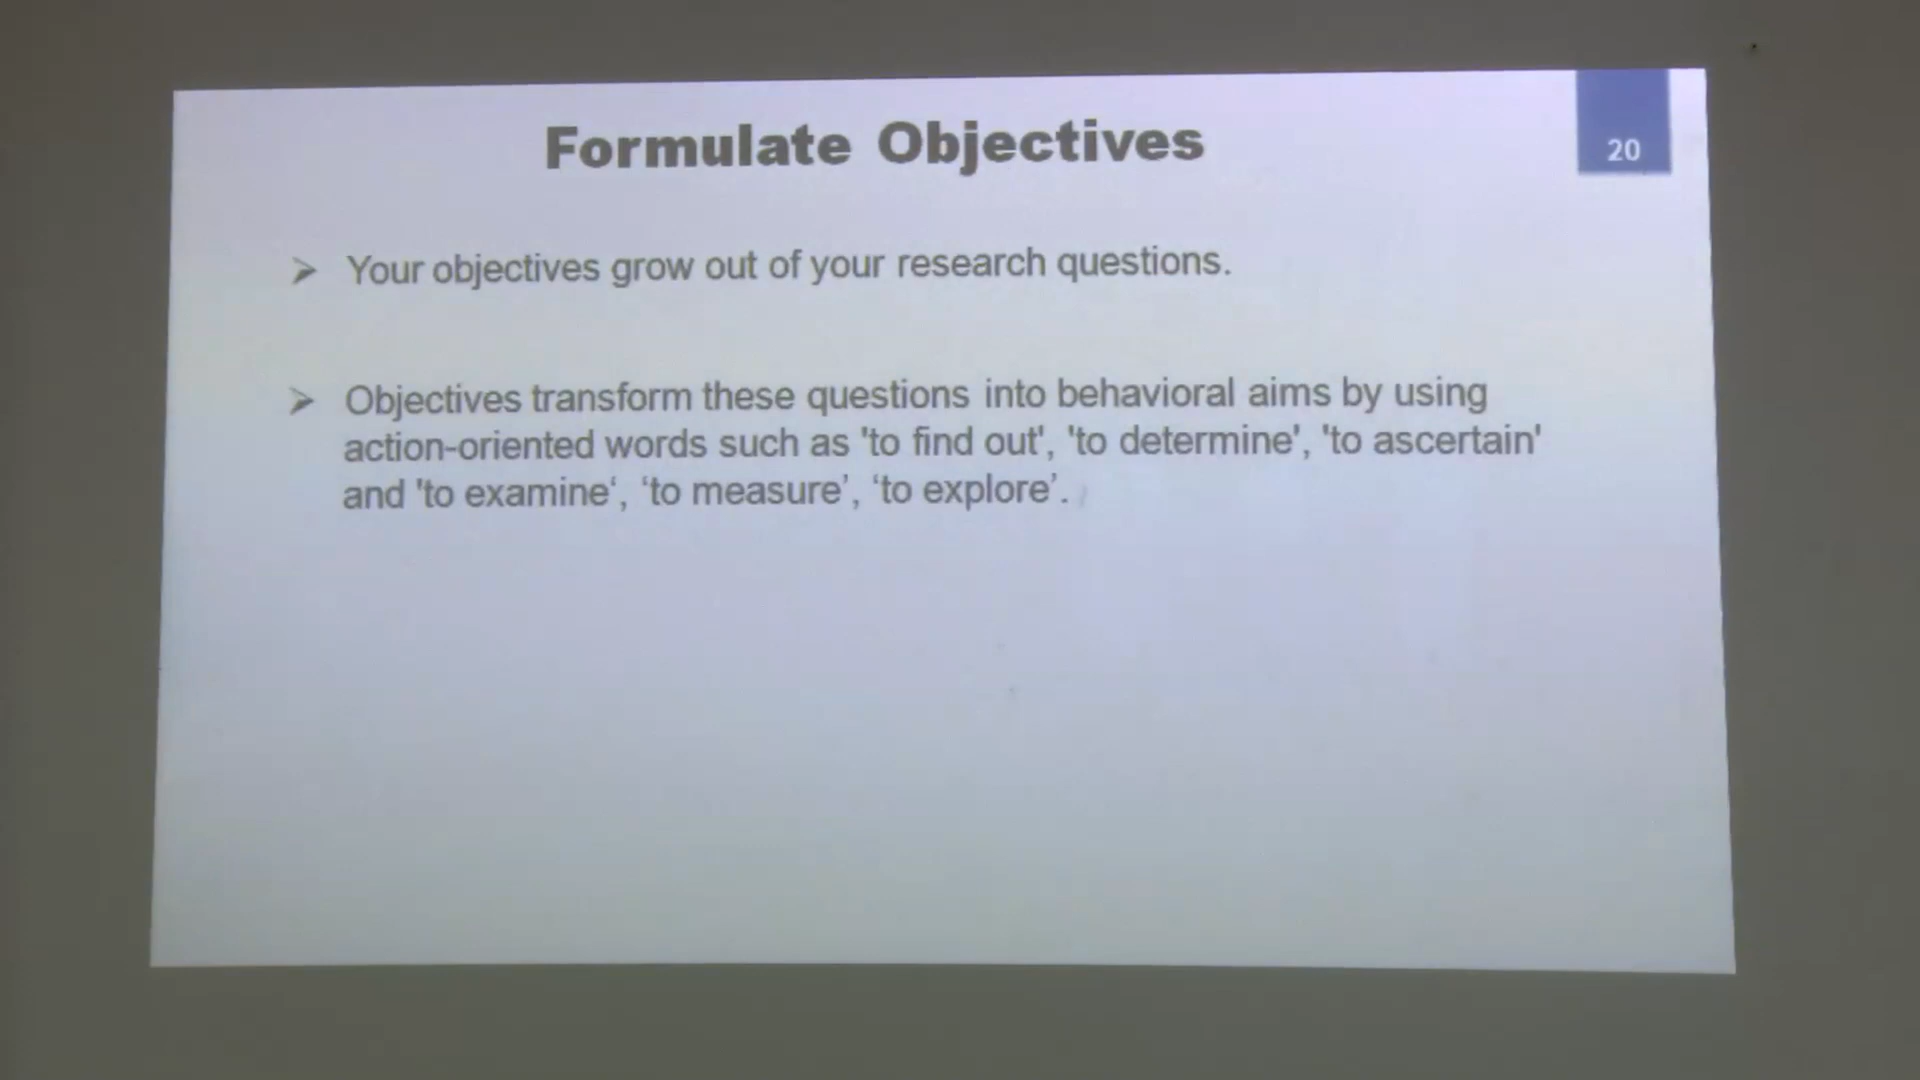 Formulate Objectives
20
➢ Your objectives grow out of your research questions.
➢ Objectives transform these questions into behavioral aims by using
action-oriented words such as 'to find out', 'to determine', 'to ascertain'
and 'to examine‘, ‘to measure’, ‘to explore’.